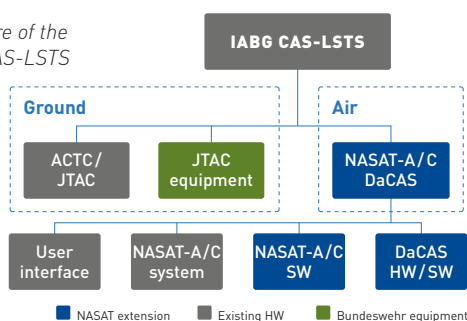 re of the
AS-LSTS
IABG CAS-LSTS
Ground
Air
ACTC/
JTAC
JTAC
equipment
NASAT-A/C
DaCAS
User
interface
NASAT-A/C
system
NASAT-A/C
SW
DaCAS
HW/SW
NASAT extension
Existing HW
Bundeswehr equipment